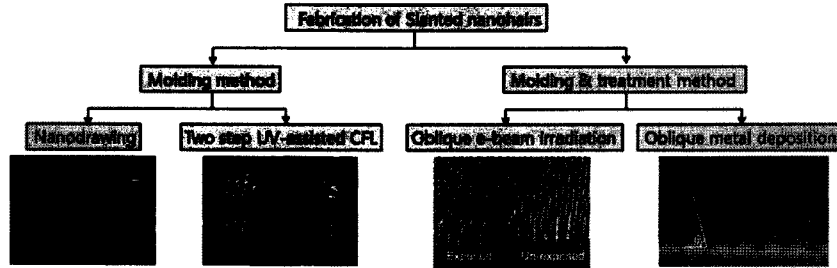 Fabrication of Slanted nanohairs
Molding method
Molding & treatment method
Nanodrawing
Two step UV-assisted CFL
Oblique e-beam irradiation
Oblique metal deposition
Exposed
Unexposed